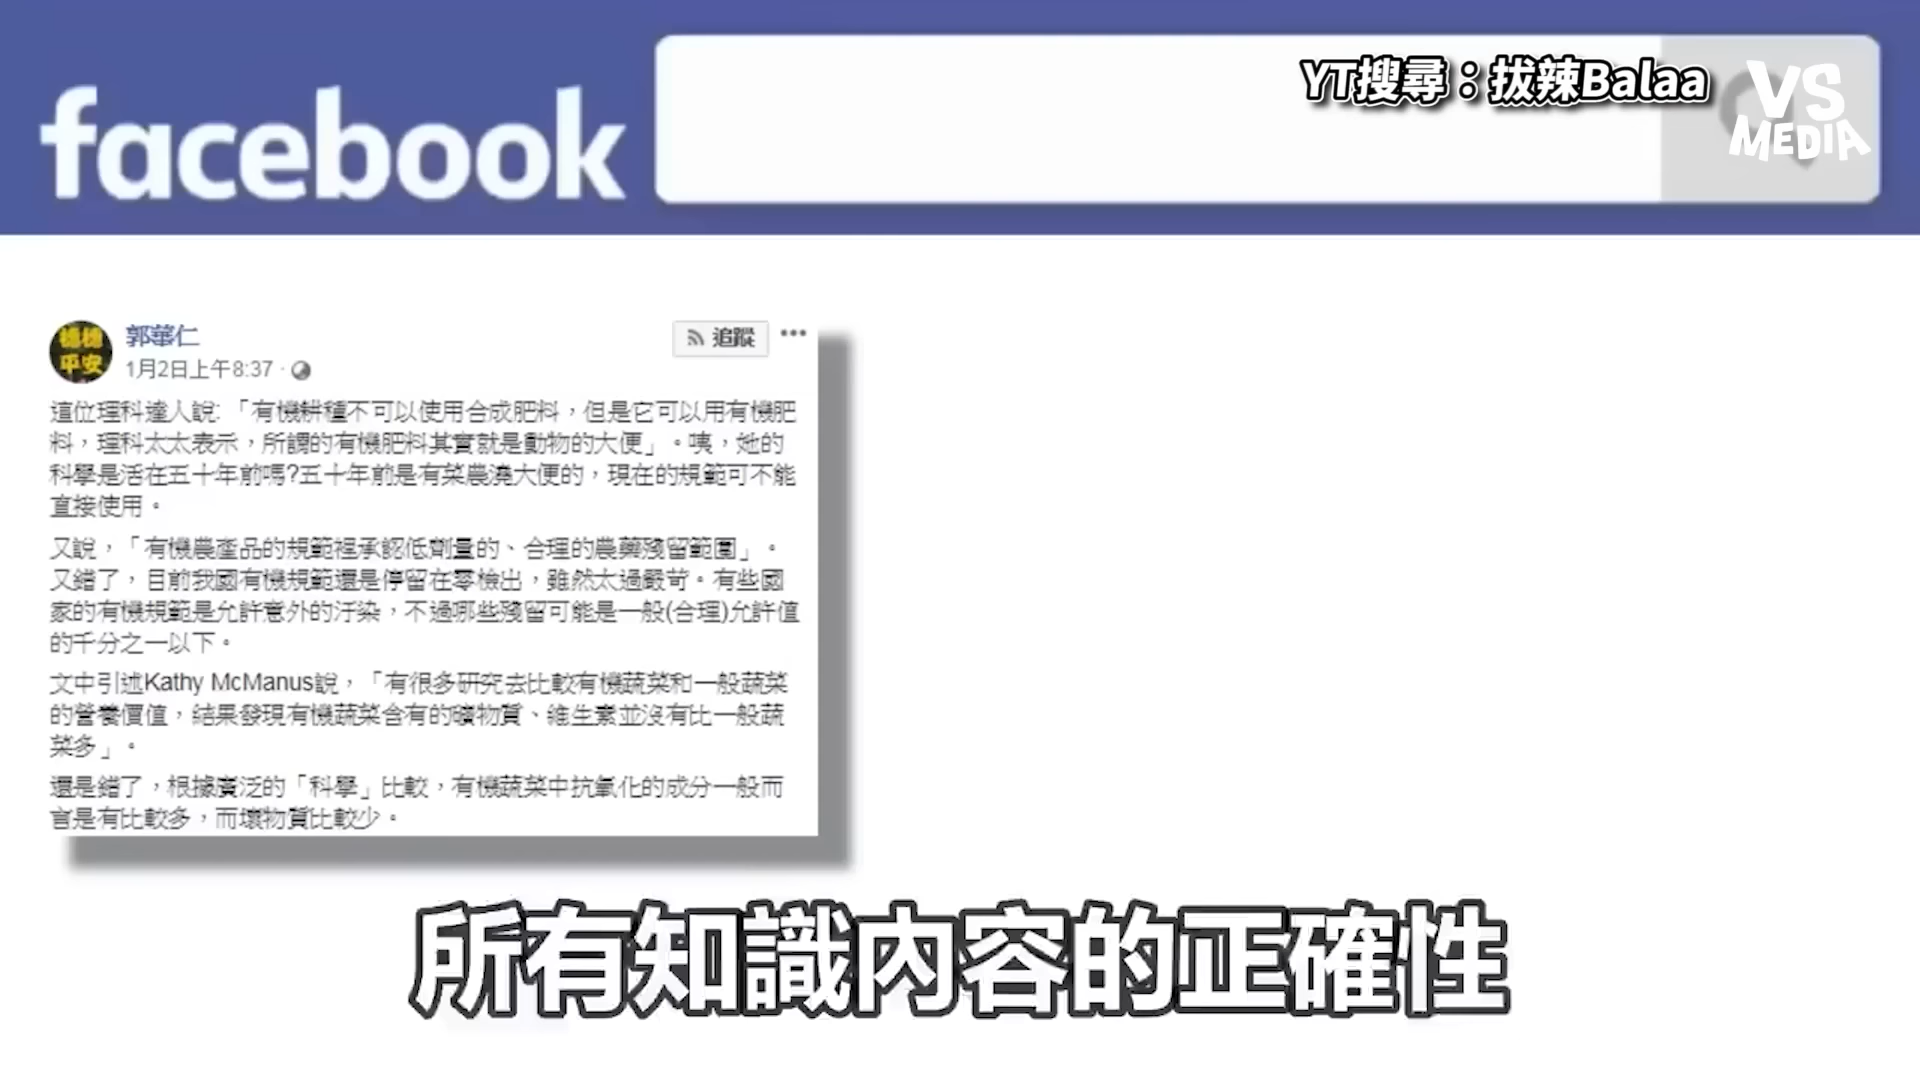 facebook
YT搜尋：拔辣Balaa
VS
MEDIA
郭華仁
1月2日上午8:37
追蹤
這位理科達人說: 「有機耕種不可以使用合成肥料，但是它可以用有機肥
料，理科太太表示，所謂的有機肥料其實就是動物的大便」。咦，她的
科學是活在五十年前嗎?五十年前是有菜農澆大便的，現在的規範可不能
直接使用。
又說，「有機農產品的規範裡承認低劑量的、合理的農藥殘留範圍」。
又錯了，目前我國有機規範還是停留在零檢出，雖然太過嚴苛。有些國
家的有機規範是允許意外的汙染，不過哪些殘留可能是一般(合理)允許值
的千分之一以下。
文中引述Kathy McManus說，「有很多研究去比較有機蔬菜和一般蔬菜
的營養價值，結果發現有機蔬菜含有的礦物質、維生素並沒有比一般蔬
菜多」。
還是錯了，根據廣泛的「科學」比較，有機蔬菜中抗氧化的成分一般而
言是有比較多，而壞物質比較少。
所有知識內容的正確性